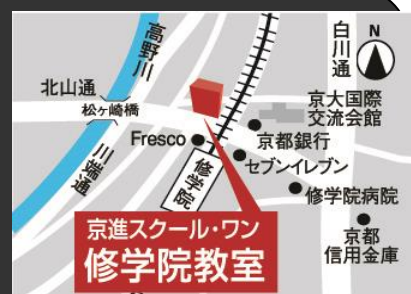 高野川
白川通
N
北山通
松ヶ崎橋
京大国際
交流会館
Fresco
京都銀行
川端通
修学院
セブンイレブン
修学院病院
京進スクール・ワン
修学院教室
京都
信用金庫